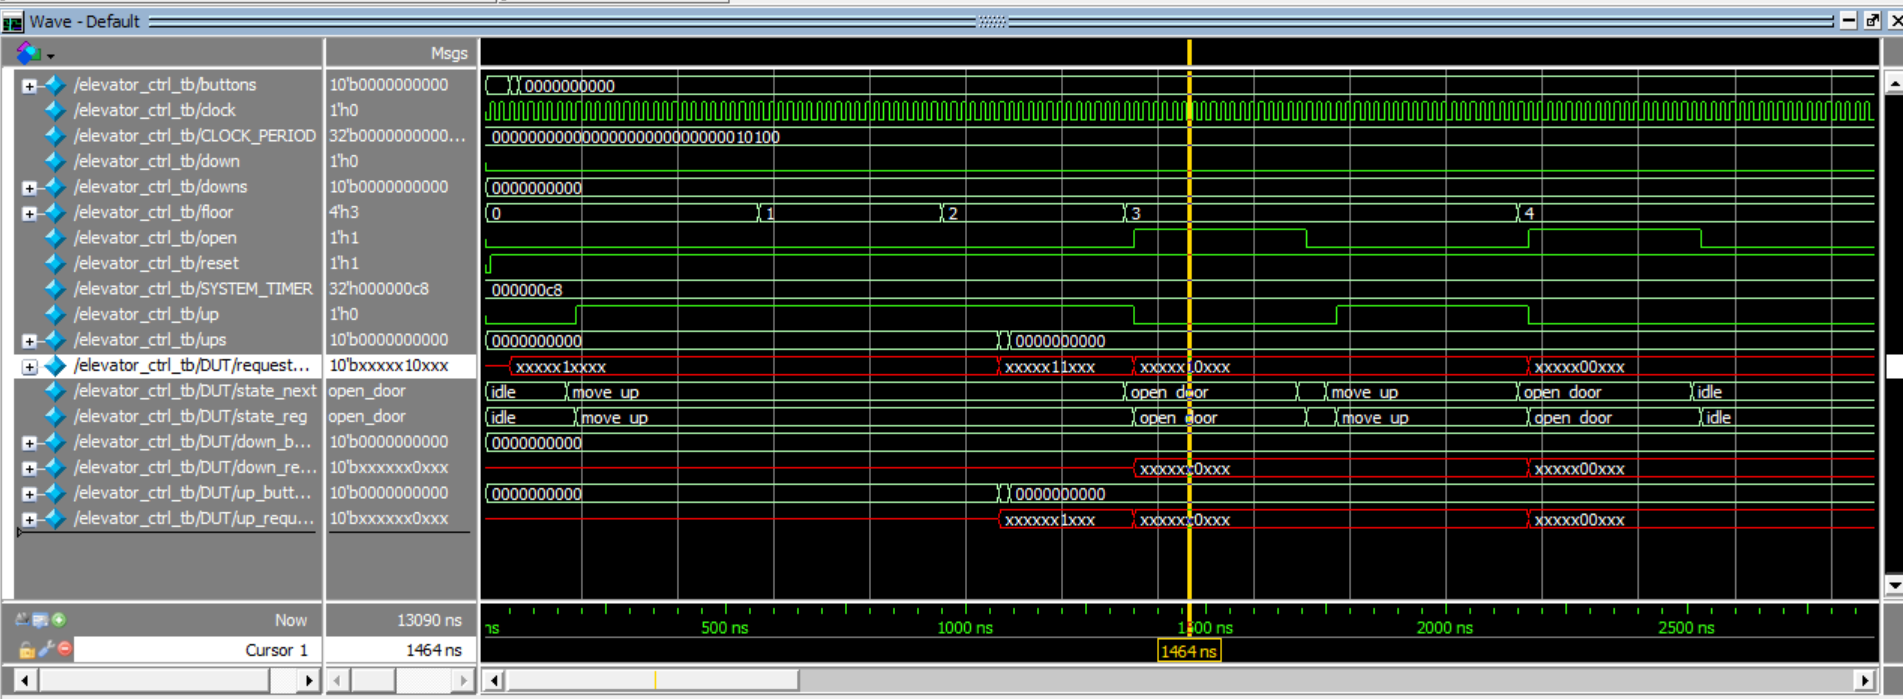 Wave - Default
Msgs
/elevator_ctrl_tb/buttons 10'b0000000000 0000000000
/elevator_ctrl_tb/clock 1'h0
/elevator_ctrl_tb/CLOCK_PERIOD 32'b0000000000... 00000000000000000000000000010100
/elevator_ctrl_tb/down 1'h0
/elevator_ctrl_tb/downs 10'b0000000000 0000000000
/elevator_ctrl_tb/floor 4'h3 0 1 2 3 4
/elevator_ctrl_tb/open 1'h1
/elevator_ctrl_tb/reset 1'h1
/elevator_ctrl_tb/SYSTEM_TIMER 32'h000000c8 000000c8
/elevator_ctrl_tb/up 1'h0
/elevator_ctrl_tb/ups 10'b0000000000 0000000000 0000000000
/elevator_ctrl_tb/DUT/request... 10'bxxxxx10xxx xxxxx1xxxx xxxxx11xxx xxxxx10xxx xxxxx00xxx
/elevator_ctrl_tb/DUT/state_next open_door idle move_up open_door move_up open_door idle
/elevator_ctrl_tb/DUT/state_reg open_door idle move_up open_door move_up open_door idle
/elevator_ctrl_tb/DUT/down_b... 10'b0000000000 0000000000
/elevator_ctrl_tb/DUT/down_re... 10'bxxxxxx0xxx xxxxxx0xxx xxxxx00xxx
/elevator_ctrl_tb/DUT/up_butt... 10'b0000000000 0000000000 0000000000
/elevator_ctrl_tb/DUT/up_requ... 10'bxxxxxx0xxx xxxxxx1xxx xxxxxx0xxx xxxxx00xxx
Now 13090 ns ns 500 ns 1000 ns 1500 ns 2000 ns 2500 ns
Cursor 1 1464 ns 1464 ns